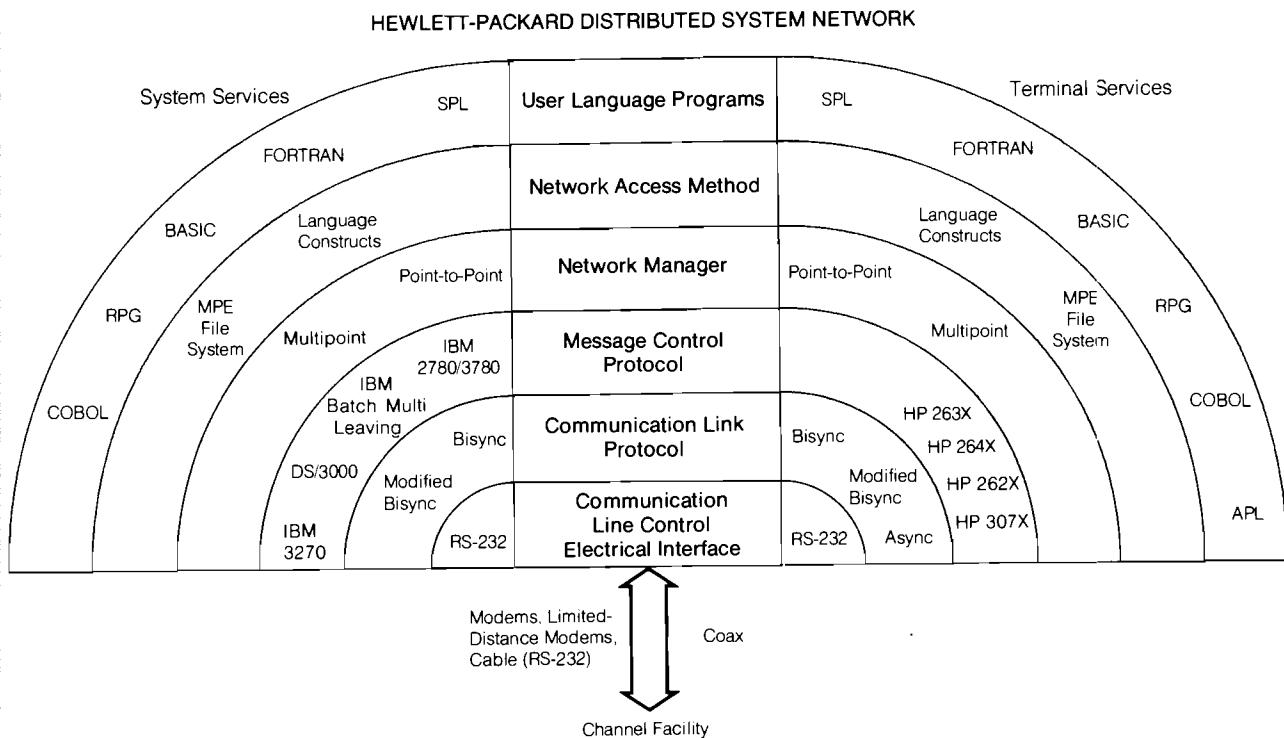 HEWLETT-PACKARD DISTRIBUTED SYSTEM NETWORK
System Services
Terminal Services
SPL
User Language Programs
SPL
FORTRAN
FORTRAN
Network Access Method
BASIC
Language
Constructs
Language
Constructs
BASIC
Point-to-Point
Network Manager
Point-to-Point
RPG
MPE
File
System
MPE
File
System
RPG
Multipoint
Multipoint
IBM
2780/3780
Message Control
Protocol
IBM
Batch Multi
Leaving
COBOL
COBOL
HP 263X
Bisync
Communication Link
Protocol
Bisync
HP 264X
DS/3000
Modified
Bisync
Modified
Bisync
HP 262X
IBM
3270
RS-232
Communication
Line Control
Electrical Interface
RS-232
Async
HP 307X
APL
Modems, Limited-
Distance Modems,
Cable (RS-232)
Coax
Channel Facility